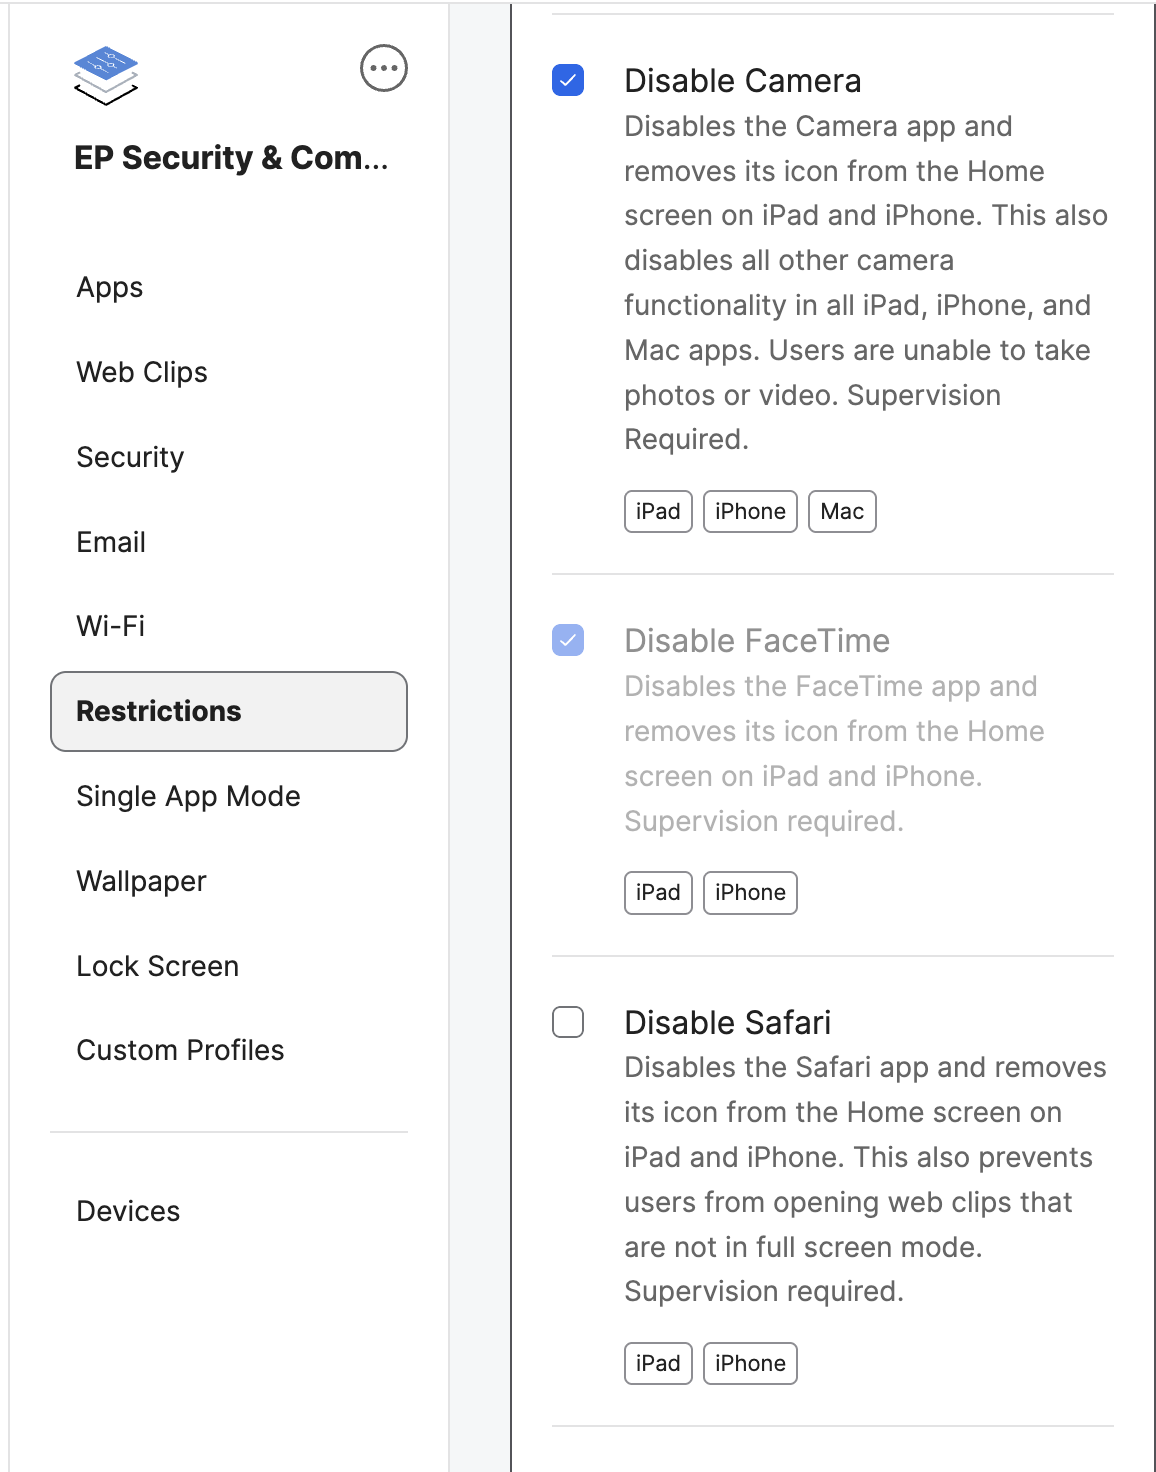 EP Security & Com...
Apps
Web Clips
Security
Email
Wi-Fi
Restrictions
Single App Mode
Wallpaper
Lock Screen
Custom Profiles
Devices
Disable Camera
Disables the Camera app and
removes its icon from the Home
screen on iPad and iPhone. This also
disables all other camera
functionality in all iPad, iPhone, and
Mac apps. Users are unable to take
photos or video. Supervision
Required.
iPad iPhone Mac
Disable FaceTime
Disables the FaceTime app and
removes its icon from the Home
screen on iPad and iPhone.
Supervision required.
iPad iPhone
Disable Safari
Disables the Safari app and removes
its icon from the Home screen on
iPad and iPhone. This also prevents
users from opening web clips that
are not in full screen mode.
Supervision required.
iPad iPhone